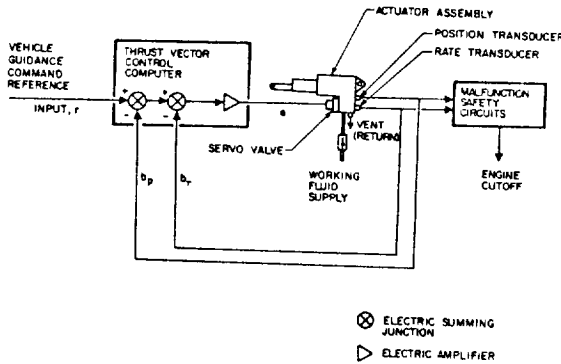 ACTUATOR ASSEMBLY
POSITION TRANSDUCER
RATE TRANSDUCER
VEHICLE
GUIDANCE
COMMAND
REFERENCE
INPUT, r
THRUST VECTOR
CONTROL
COMPUTER
+
−
+
−
e
SERVO VALVE
VENT
(RETURN)
WORKING
FLUID
SUPPLY
MALFUNCTION
SAFETY
CIRCUITS
ENGINE
CUTOFF
bp
br
ELECTRIC SUMMING
JUNCTION
ELECTRIC AMPLIFIER